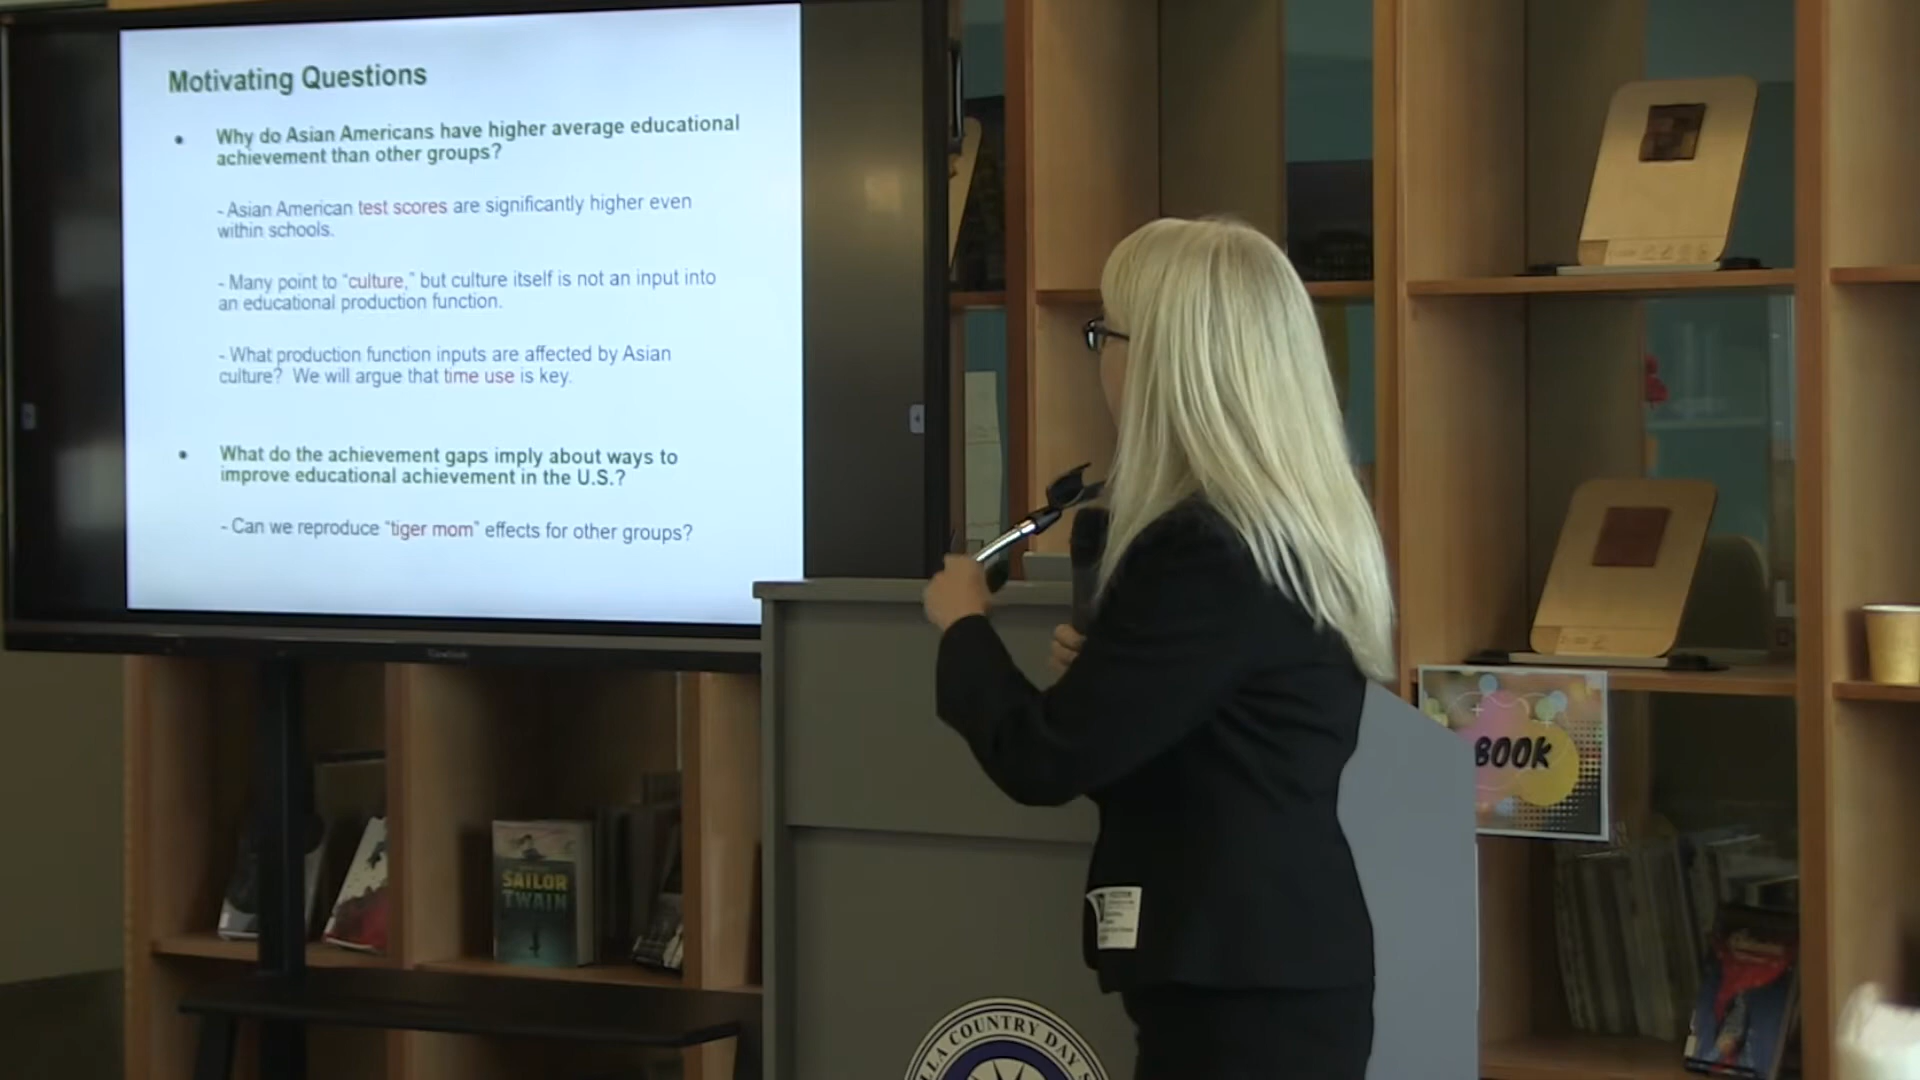 Motivating Questions
• Why do Asian Americans have higher average educational
achievement than other groups?
- Asian American test scores are significantly higher even
within schools.
- Many point to “culture,” but culture itself is not an input into
an educational production function.
- What production function inputs are affected by Asian
culture? We will argue that time use is key.
• What do the achievement gaps imply about ways to
improve educational achievement in the U.S.?
- Can we reproduce “tiger mom” effects for other groups?
ViewSonic
BOOK
SAILOR
TWAIN
LLA COUNTRY DAY S